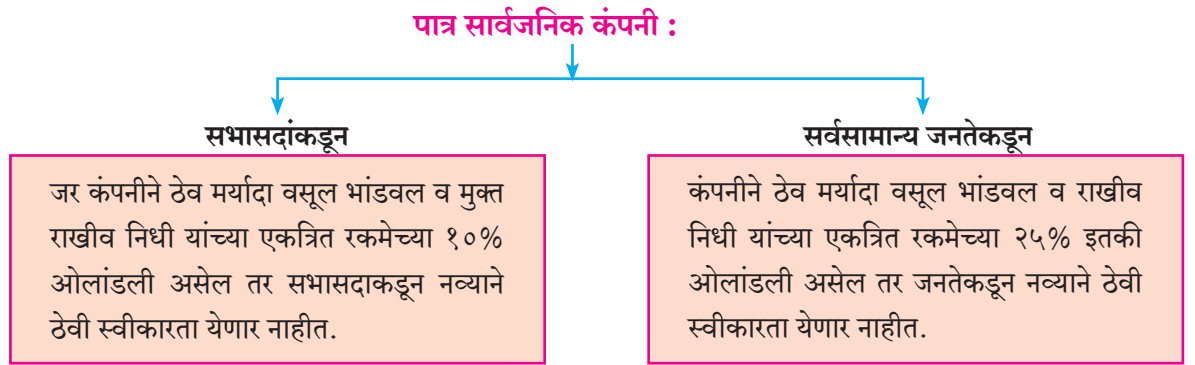 पात्र सार्वजनिक कंपनी :
सभासदांकडून
जर कंपनीने ठेव मर्यादा वसूल भांडवल व मुक्त
राखीव निधी यांच्या एकत्रित रकमेच्या १०%
ओलांडली असेल तर सभासदाकडून नव्याने
ठेवी स्वीकारता येणार नाहीत.
सर्वसामान्य जनतेकडून
कंपनीने ठेव मर्यादा वसूल भांडवल व राखीव
निधी यांच्या एकत्रित रकमेच्या २५% इतकी
ओलांडली असेल तर जनतेकडून नव्याने ठेवी
स्वीकारता येणार नाहीत.